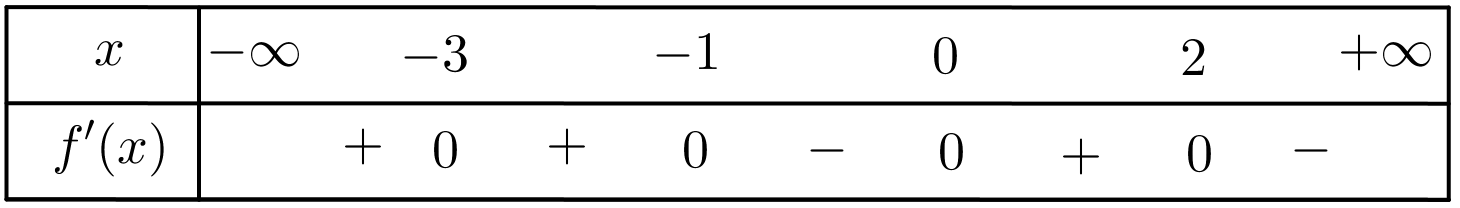 x −∞ −3 −1 0 2 +∞
f′(x) + 0 + 0 − 0 + 0 −